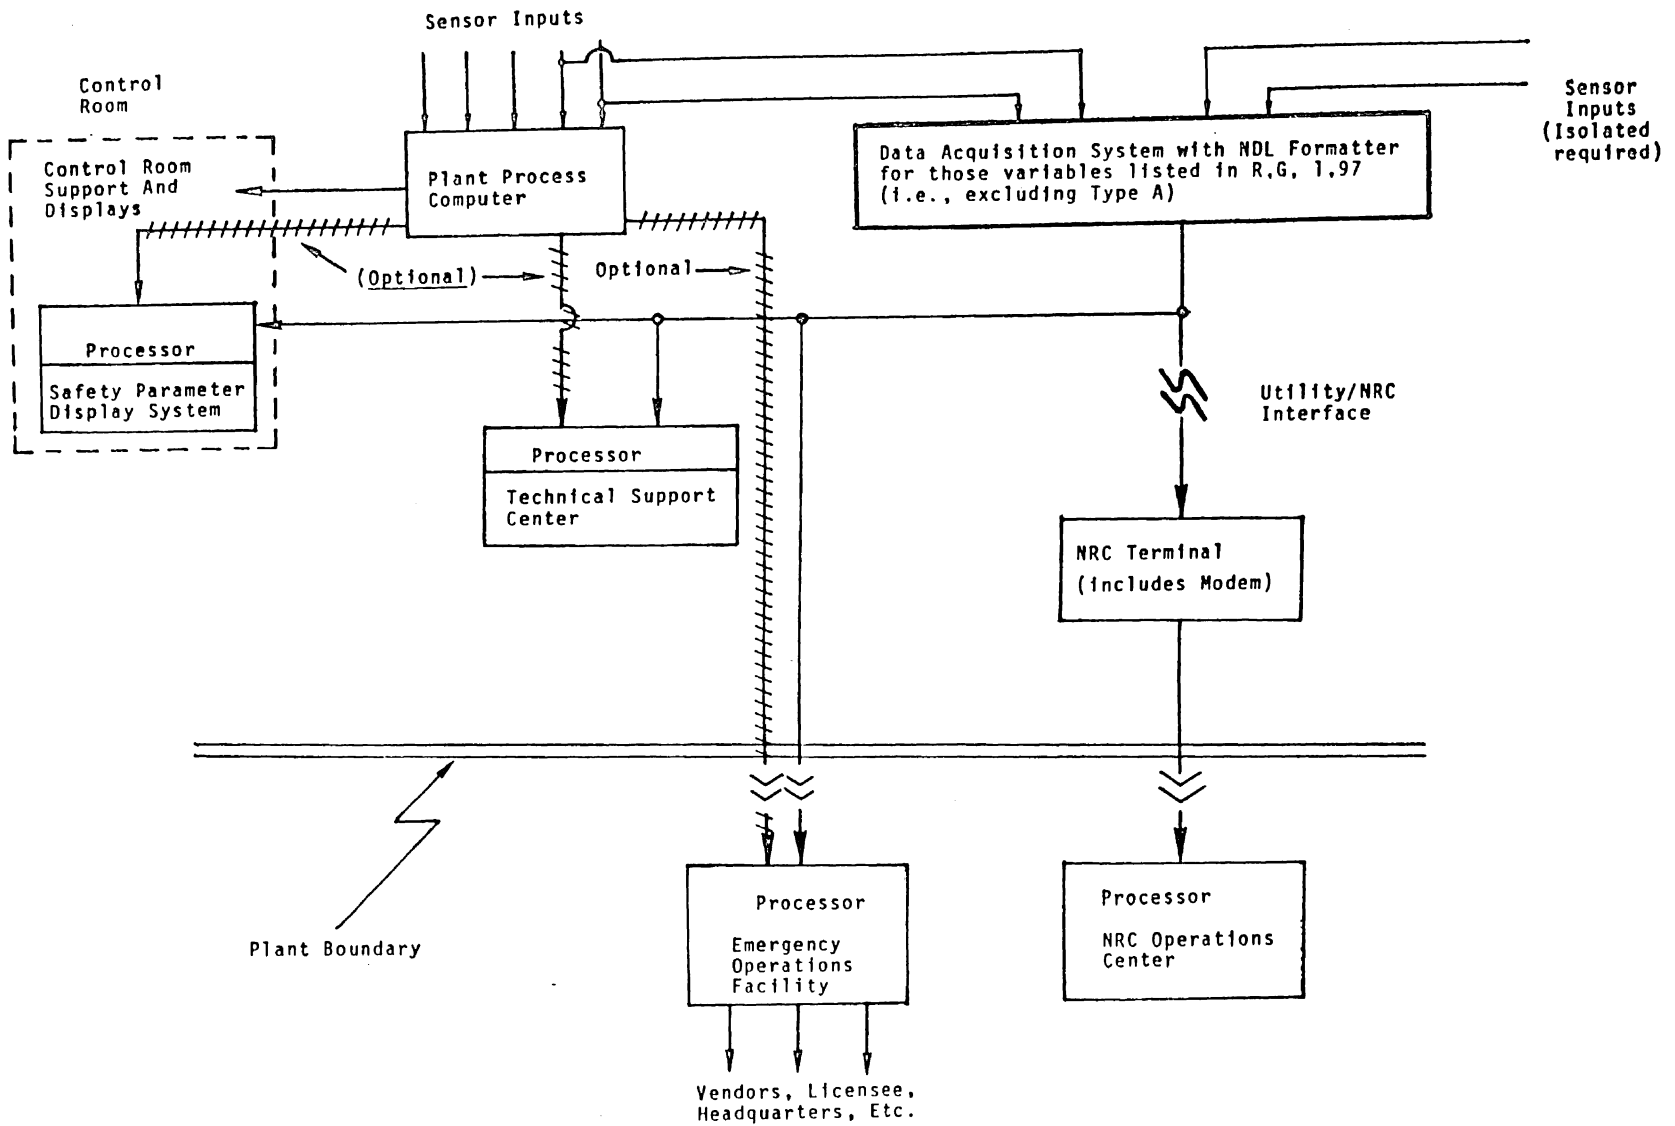 Sensor Inputs
Control
Room
Sensor
Inputs
(Isolated
required)
Control Room
Support And
Displays
Plant Process
Computer
Data Acquisition System with NDL Formatter
for those variables listed in R.G. 1.97
(i.e., excluding Type A)
(Optional)
Optional
Processor
Safety Parameter
Display System
Utility/NRC
Interface
Processor
Technical Support
Center
NRC Terminal
(includes Modem)
Plant Boundary
Processor
Emergency
Operations
Facility
Processor
NRC Operations
Center
Vendors, Licensee,
Headquarters, Etc.